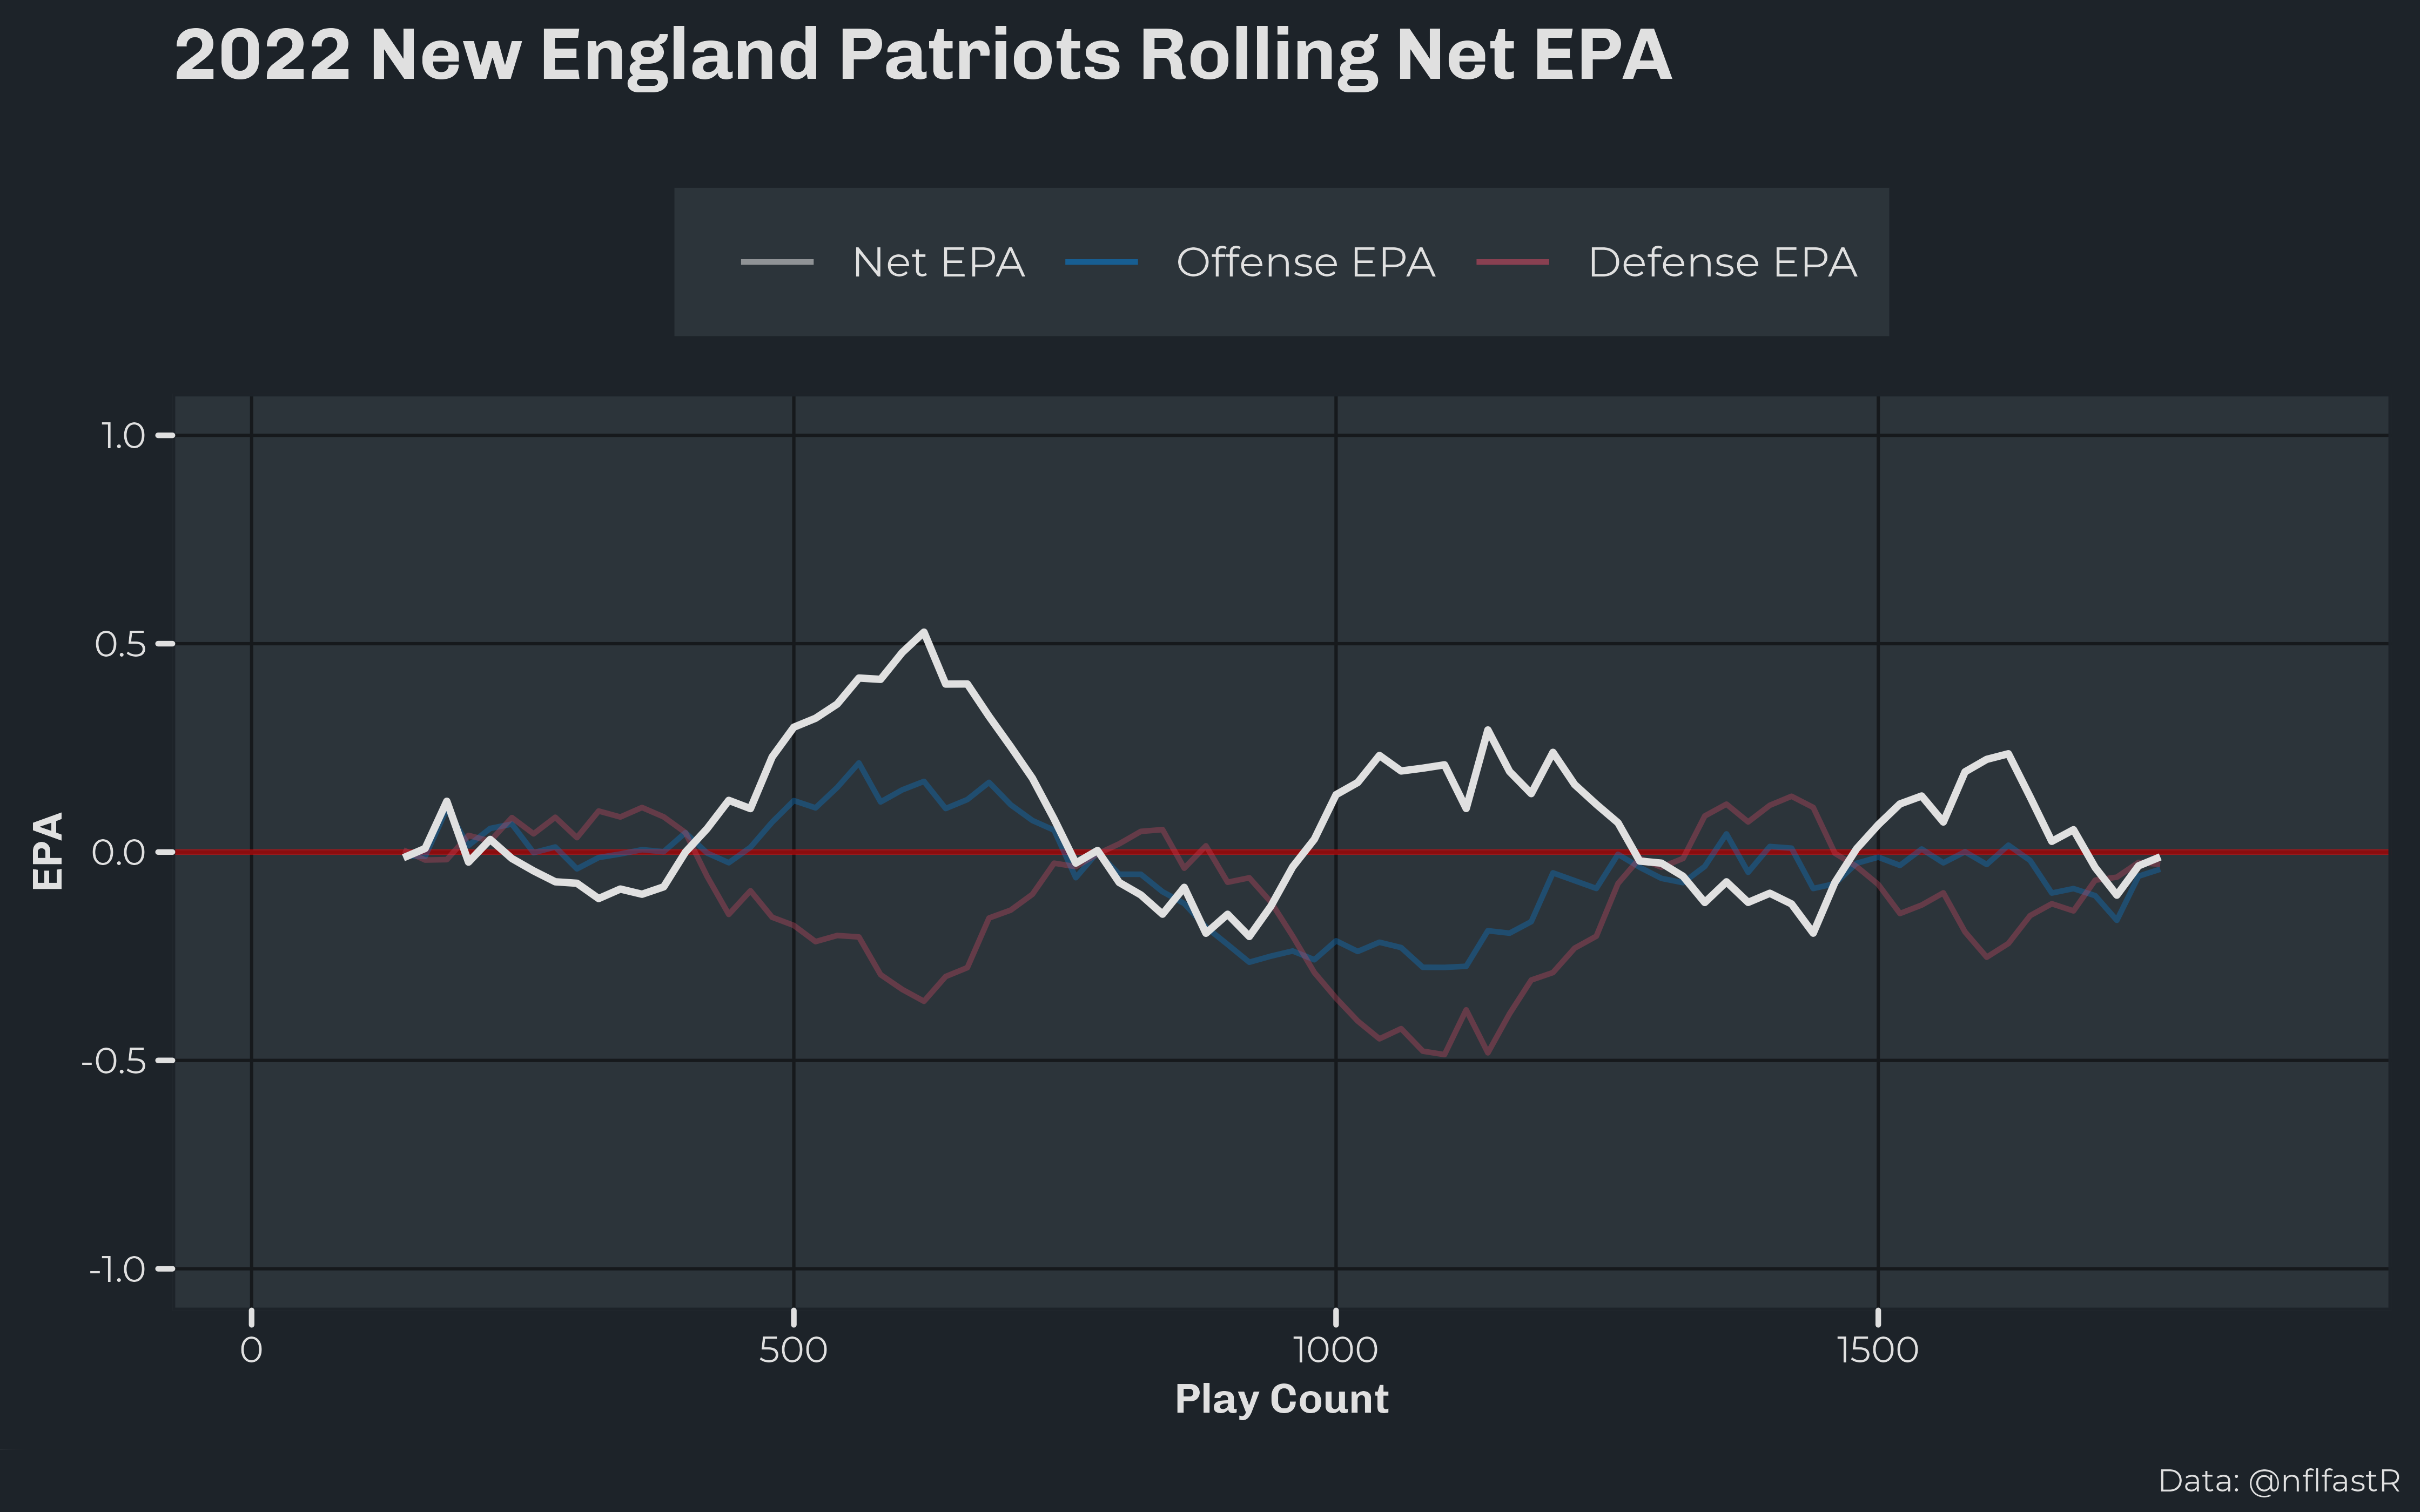 2022 New England Patriots Rolling Net EPA
Net EPA Offense EPA Defense EPA
1.0
0.5
0.0
-0.5
-1.0
EPA
0 500 1000 1500
Play Count
Data: @nflfastR